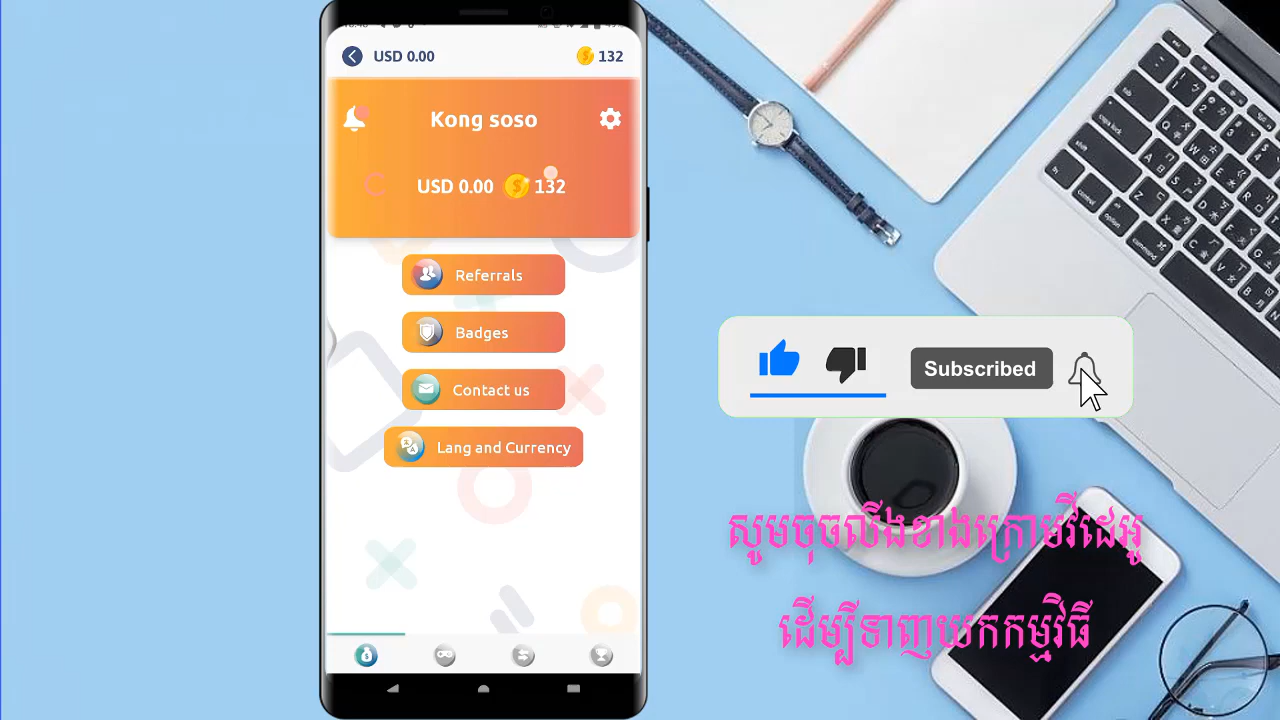 USD 0.00
132
Kong soso
USD 0.00 132
Referrals
Badges
Contact us
Lang and Currency
Subscribed
សូមចុចលីងខាងក្រោមវីដេអូ
ដើម្បីទាញយកកម្មវិធី